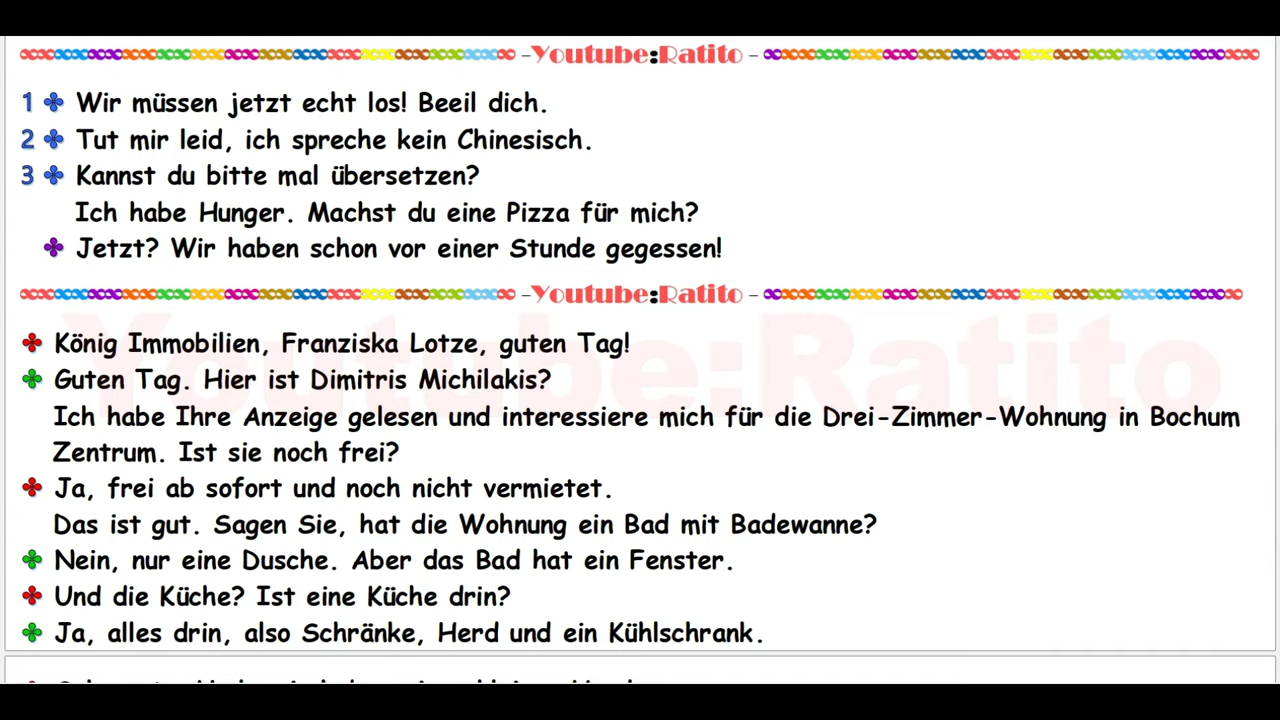 -Youtube:Ratito -
1 Wir müssen jetzt echt los! Beeil dich.
2 Tut mir leid, ich spreche kein Chinesisch.
3 Kannst du bitte mal übersetzen?
Ich habe Hunger. Machst du eine Pizza für mich?
Jetzt? Wir haben schon vor einer Stunde gegessen!
-Youtube:Ratito -
Youtube:Ratito
König Immobilien, Franziska Lotze, guten Tag!
Guten Tag. Hier ist Dimitris Michilakis?
Ich habe Ihre Anzeige gelesen und interessiere mich für die Drei-Zimmer-Wohnung in Bochum
Zentrum. Ist sie noch frei?
Ja, frei ab sofort und noch nicht vermietet.
Das ist gut. Sagen Sie, hat die Wohnung ein Bad mit Badewanne?
Nein, nur eine Dusche. Aber das Bad hat ein Fenster.
Und die Küche? Ist eine Küche drin?
Ja, alles drin, also Schränke, Herd und ein Kühlschrank.